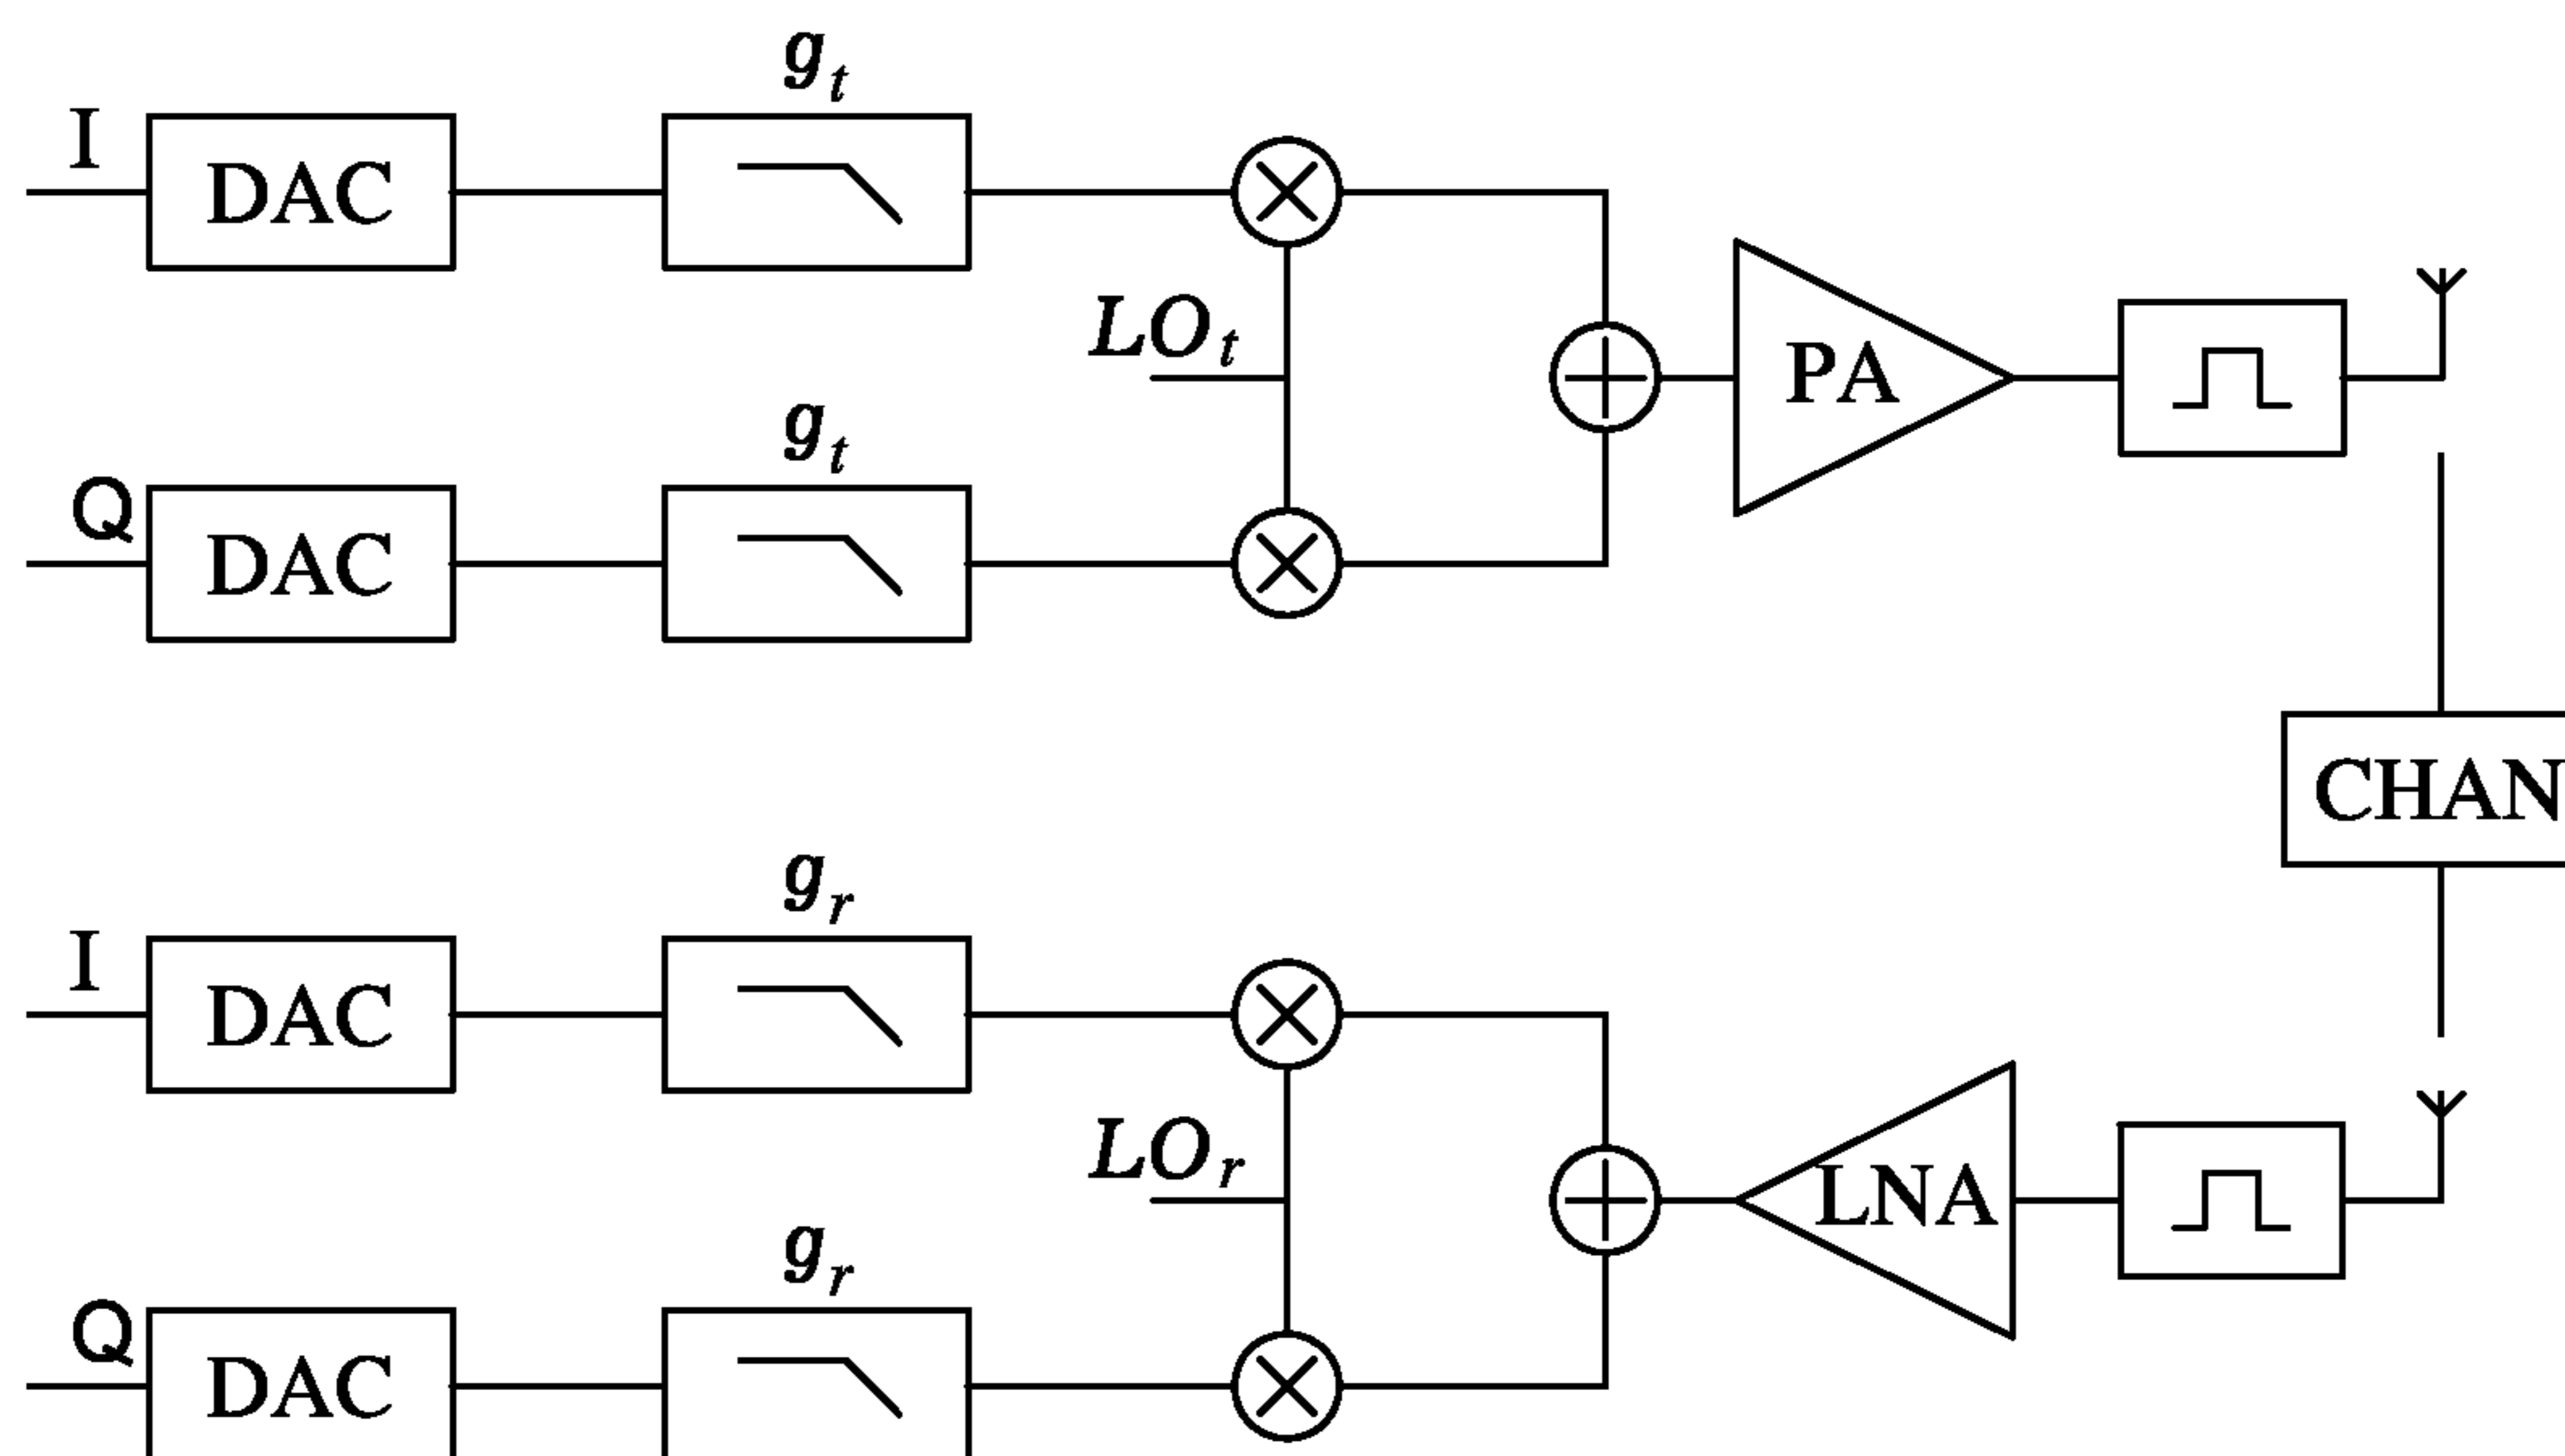 g_t
I
DAC
LO_t
PA
g_t
Q
DAC
CHAN
g_r
I
DAC
LO_r
LNA
g_r
Q
DAC